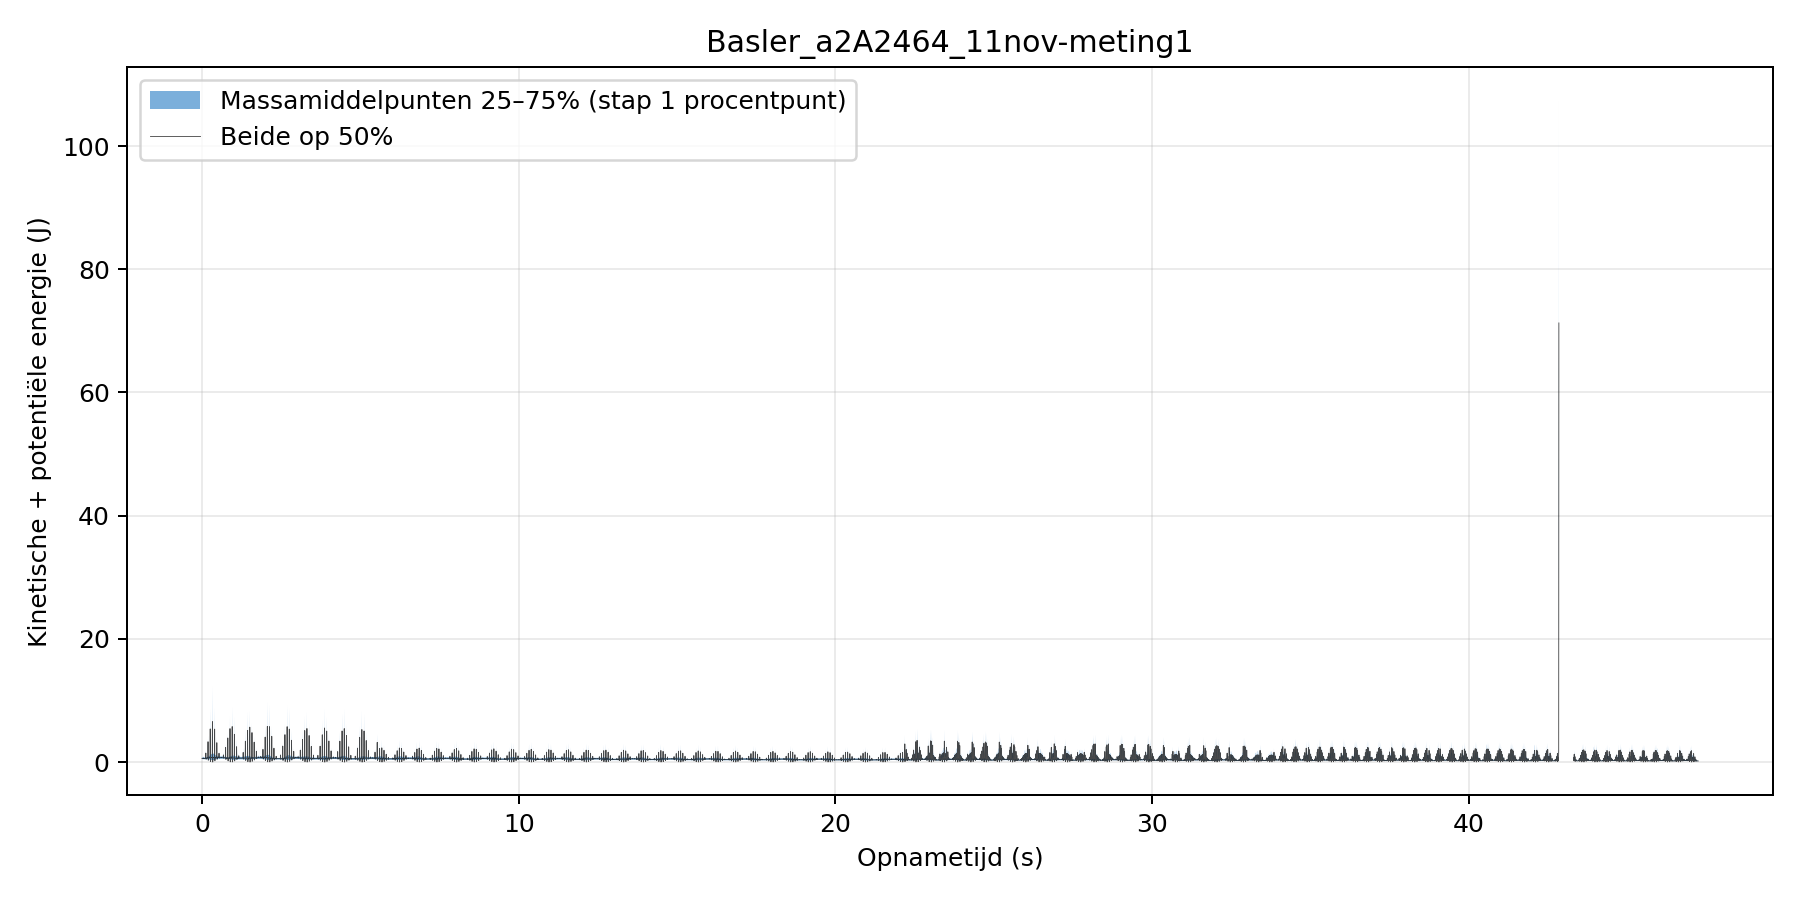 Basler_a2A2464_11nov-meting1
Massamiddelpunten 25–75% (stap 1 procentpunt)
Beide op 50%
Kinetische + potentiële energie (J)
100
80
60
40
20
0
0 10 20 30 40
Opnametijd (s)